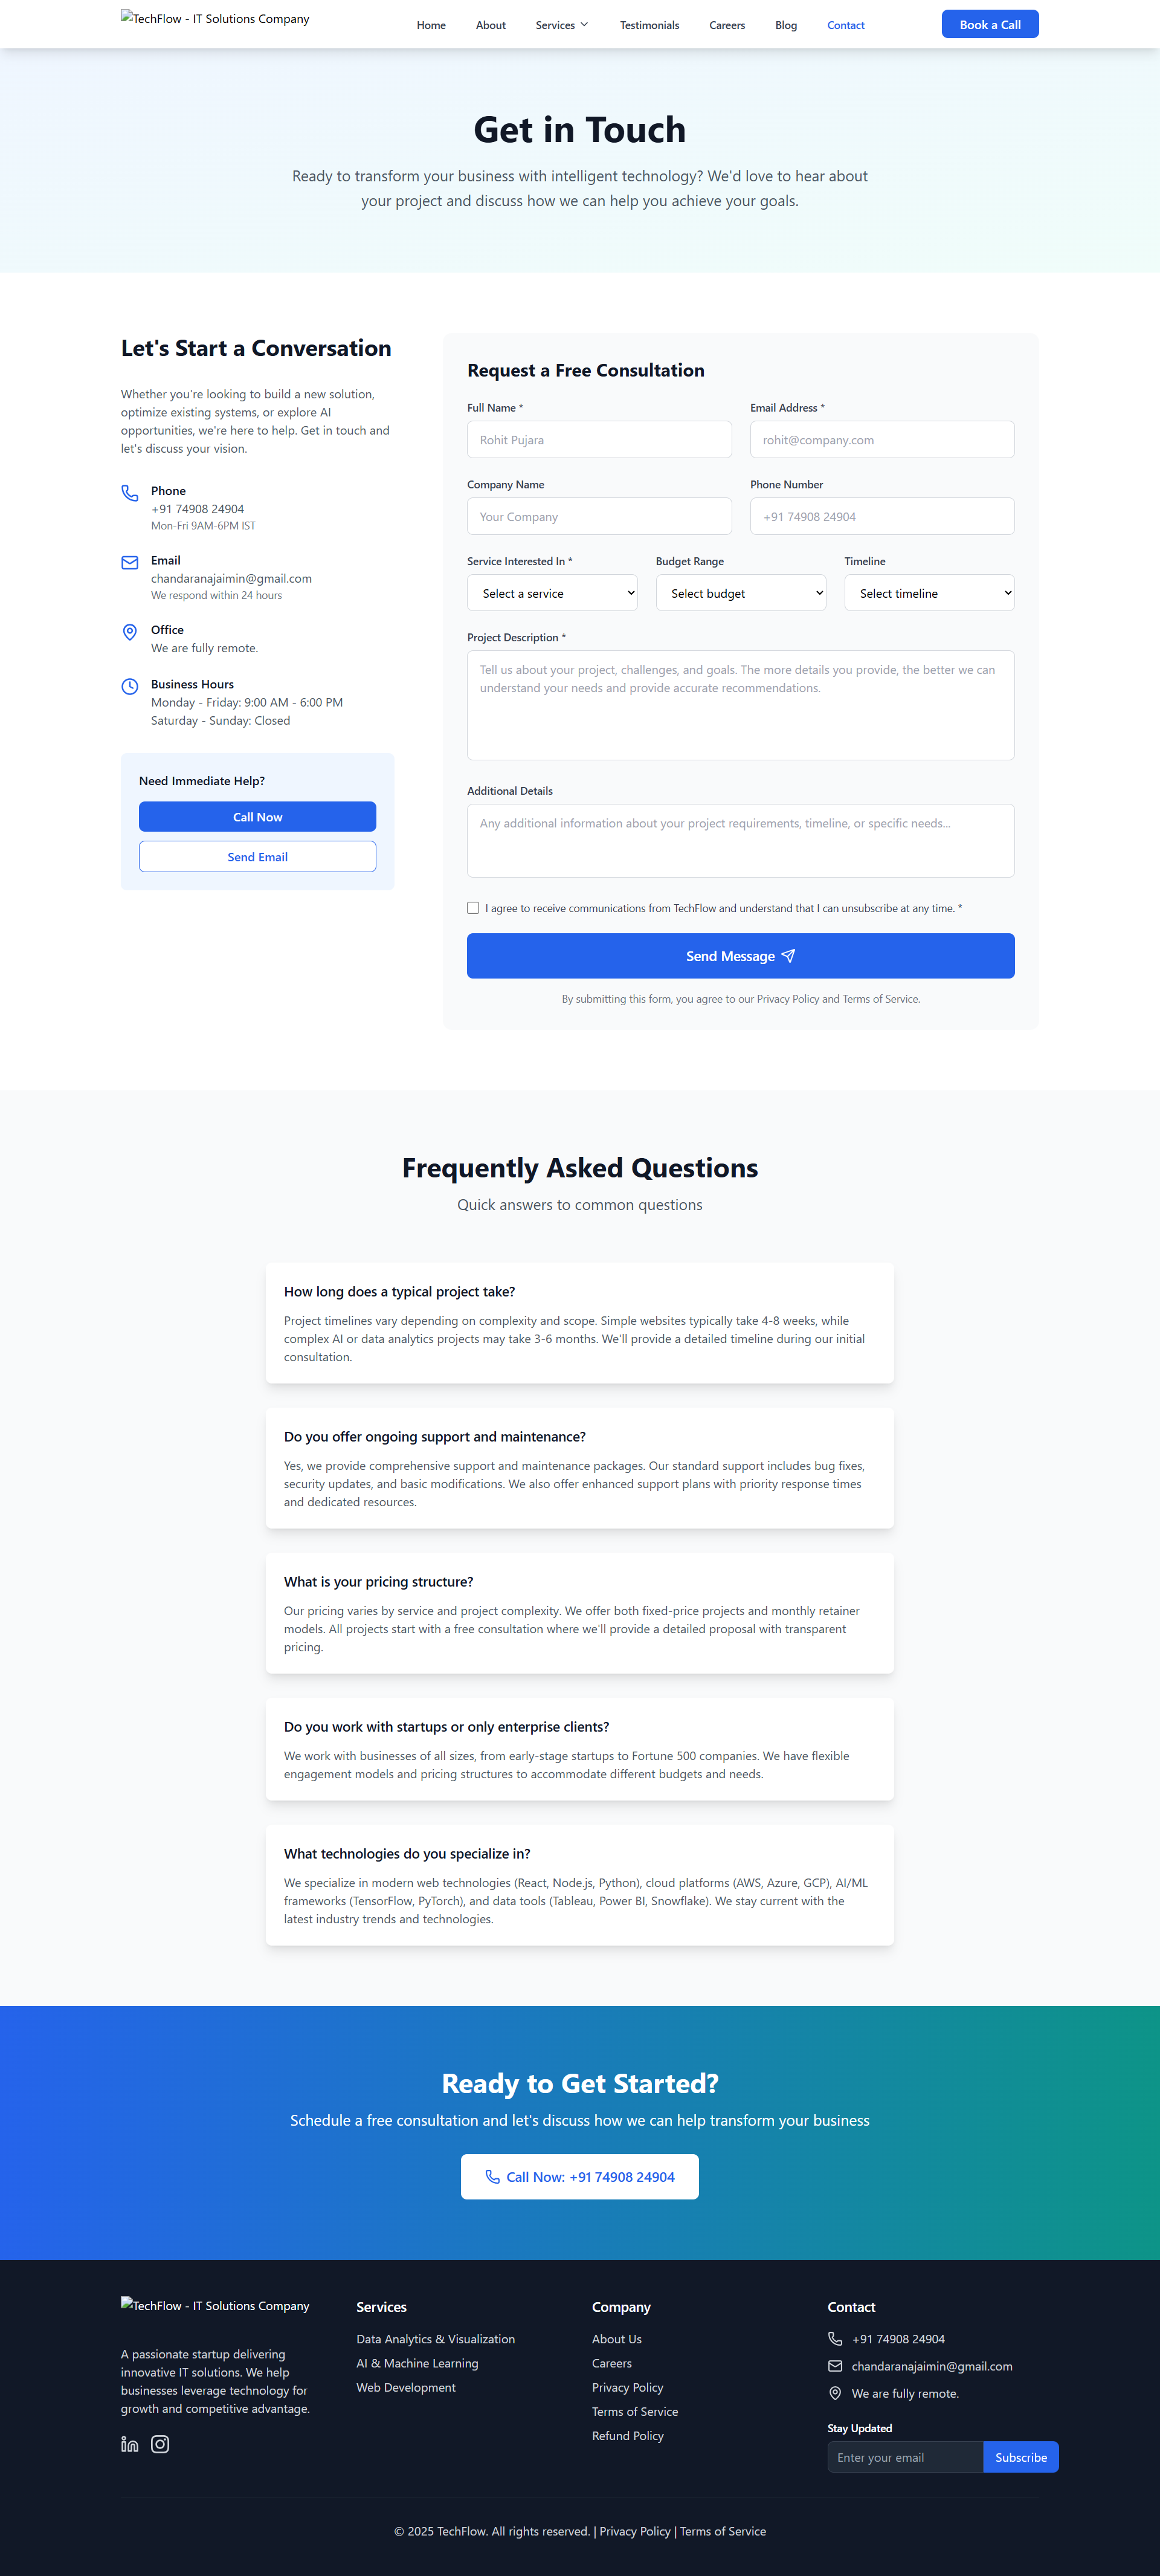 TechFlow - IT Solutions Company
Home
About
Services
Testimonials
Careers
Blog
Contact
Book a Call
Get in Touch
Ready to transform your business with intelligent technology? We'd love to hear about
your project and discuss how we can help you achieve your goals.
Let's Start a Conversation
Whether you're looking to build a new solution,
optimize existing systems, or explore AI
opportunities, we're here to help. Get in touch and
let's discuss your vision.
Phone
+91 74908 24904
Mon-Fri 9AM-6PM IST
Email
chandaranajaimin@gmail.com
We respond within 24 hours
Office
We are fully remote.
Business Hours
Monday - Friday: 9:00 AM - 6:00 PM
Saturday - Sunday: Closed
Need Immediate Help?
Call Now
Send Email
Request a Free Consultation
Full Name *
Email Address *
Rohit Pujara
rohit@company.com
Company Name
Phone Number
Your Company
+91 74908 24904
Service Interested In *
Budget Range
Timeline
Select a service
Select budget
Select timeline
Project Description *
Tell us about your project, challenges, and goals. The more details you provide, the better we can
understand your needs and provide accurate recommendations.
Additional Details
Any additional information about your project requirements, timeline, or specific needs...
I agree to receive communications from TechFlow and understand that I can unsubscribe at any time. *
Send Message
By submitting this form, you agree to our Privacy Policy and Terms of Service.
Frequently Asked Questions
Quick answers to common questions
How long does a typical project take?
Project timelines vary depending on complexity and scope. Simple websites typically take 4-8 weeks, while
complex AI or data analytics projects may take 3-6 months. We'll provide a detailed timeline during our initial
consultation.
Do you offer ongoing support and maintenance?
Yes, we provide comprehensive support and maintenance packages. Our standard support includes bug fixes,
security updates, and basic modifications. We also offer enhanced support plans with priority response times
and dedicated resources.
What is your pricing structure?
Our pricing varies by service and project complexity. We offer both fixed-price projects and monthly retainer
models. All projects start with a free consultation where we'll provide a detailed proposal with transparent
pricing.
Do you work with startups or only enterprise clients?
We work with businesses of all sizes, from early-stage startups to Fortune 500 companies. We have flexible
engagement models and pricing structures to accommodate different budgets and needs.
What technologies do you specialize in?
We specialize in modern web technologies (React, Node.js, Python), cloud platforms (AWS, Azure, GCP), AI/ML
frameworks (TensorFlow, PyTorch), and data tools (Tableau, Power BI, Snowflake). We stay current with the
latest industry trends and technologies.
Ready to Get Started?
Schedule a free consultation and let's discuss how we can help transform your business
Call Now: +91 74908 24904
TechFlow - IT Solutions Company
A passionate startup delivering
innovative IT solutions. We help
businesses leverage technology for
growth and competitive advantage.
Services
Data Analytics & Visualization
AI & Machine Learning
Web Development
Company
About Us
Careers
Privacy Policy
Terms of Service
Refund Policy
Contact
+91 74908 24904
chandaranajaimin@gmail.com
We are fully remote.
Stay Updated
Enter your email
Subscribe
© 2025 TechFlow. All rights reserved. | Privacy Policy | Terms of Service